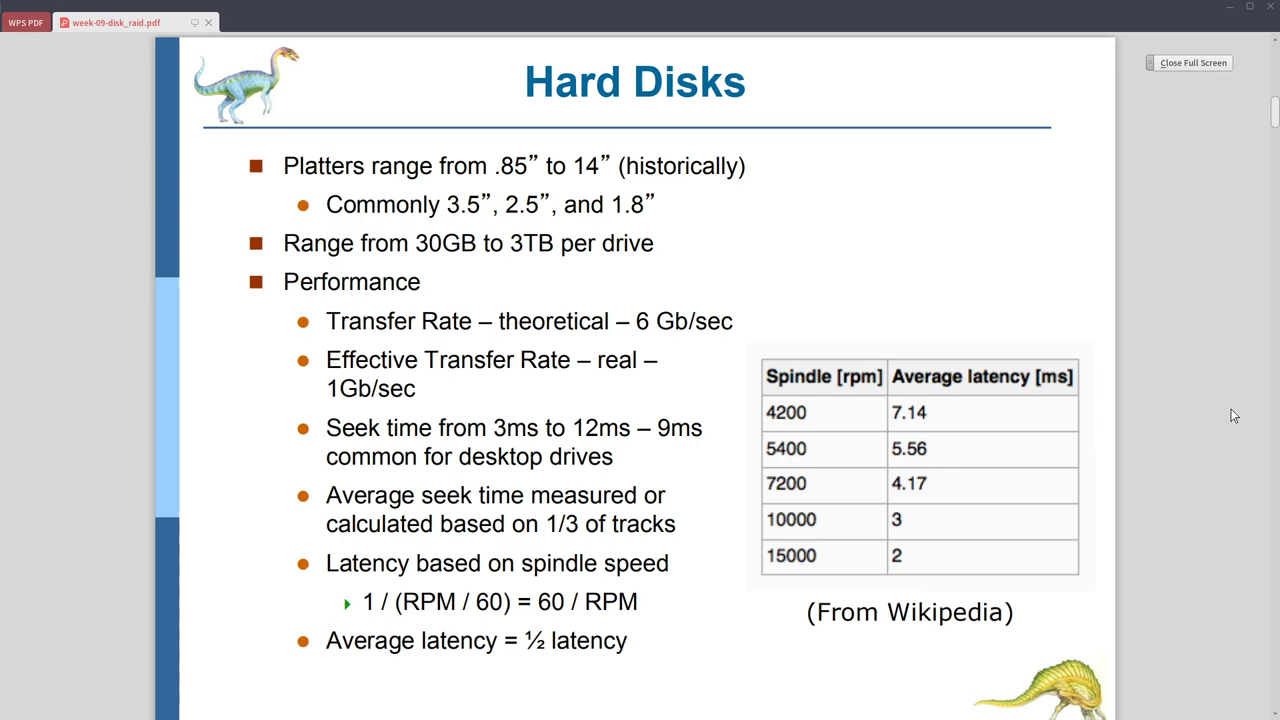 WPS PDF
week-09-disk_raid.pdf
Close Full Screen
Hard Disks
Platters range from .85” to 14” (historically)
Commonly 3.5”, 2.5”, and 1.8”
Range from 30GB to 3TB per drive
Performance
Transfer Rate – theoretical – 6 Gb/sec
Effective Transfer Rate – real –
1Gb/sec
Seek time from 3ms to 12ms – 9ms
common for desktop drives
Average seek time measured or
calculated based on 1/3 of tracks
Latency based on spindle speed
1 / (RPM / 60) = 60 / RPM
Average latency = ½ latency
Spindle [rpm] Average latency [ms]
4200 7.14
5400 5.56
7200 4.17
10000 3
15000 2
(From Wikipedia)